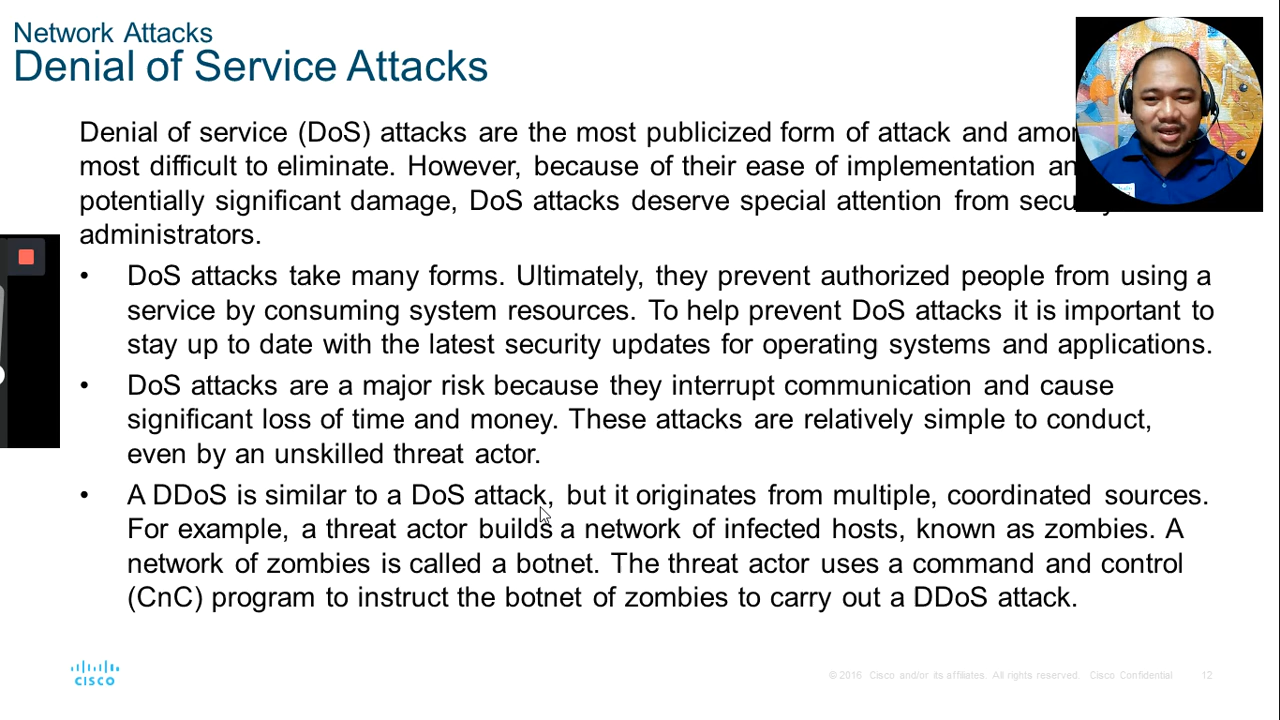 Network Attacks
Denial of Service Attacks
Denial of service (DoS) attacks are the most publicized form of attack and
most difficult to eliminate. However, because of their ease of implementation
potentially significant damage, DoS attacks deserve special attention from
administrators.
• DoS attacks take many forms. Ultimately, they prevent authorized people from using a
service by consuming system resources. To help prevent DoS attacks it is important to
stay up to date with the latest security updates for operating systems and applications.
• DoS attacks are a major risk because they interrupt communication and cause
significant loss of time and money. These attacks are relatively simple to conduct,
even by an unskilled threat actor.
• A DDoS is similar to a DoS attack, but it originates from multiple, coordinated sources.
For example, a threat actor builds a network of infected hosts, known as zombies. A
network of zombies is called a botnet. The threat actor uses a command and control
(CnC) program to instruct the botnet of zombies to carry out a DDoS attack.
CISCO
© 2016 Cisco and/or its affiliates. All rights reserved. Cisco Confidential 12